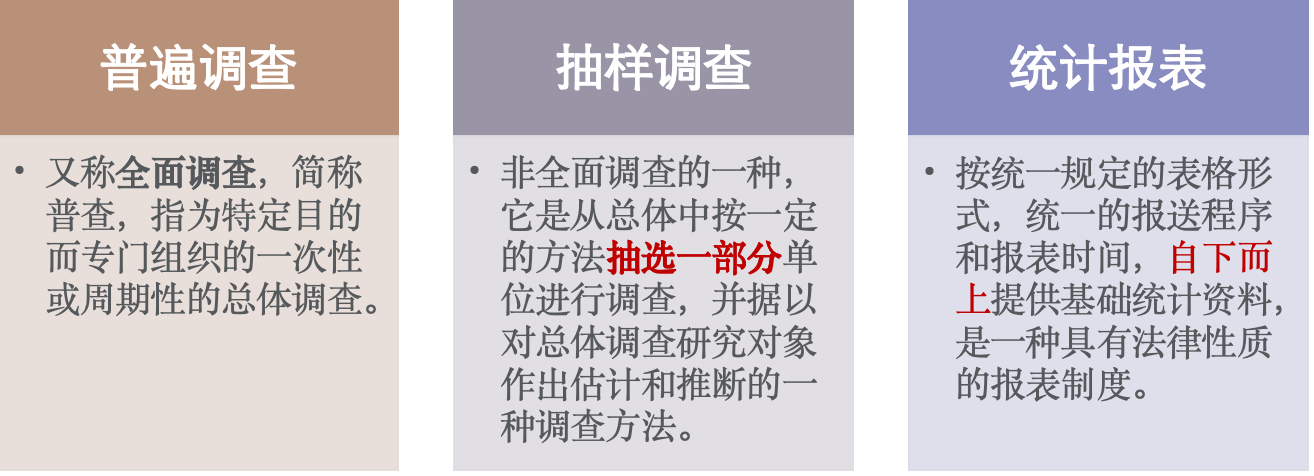 普遍调查
• 又称全面调查，简称
普查，指为特定目的
而专门组织的一次性
或周期性的总体调查。
抽样调查
• 非全面调查的一种，
它是从总体中按一定
的方法抽选一部分单
位进行调查，并据以
对总体调查研究对象
作出估计和推断的一
种调查方法。
统计报表
• 按统一规定的表格形
式，统一的报送程序
和报表时间，自下而
上提供基础统计资料，
是一种具有法律性质
的报表制度。